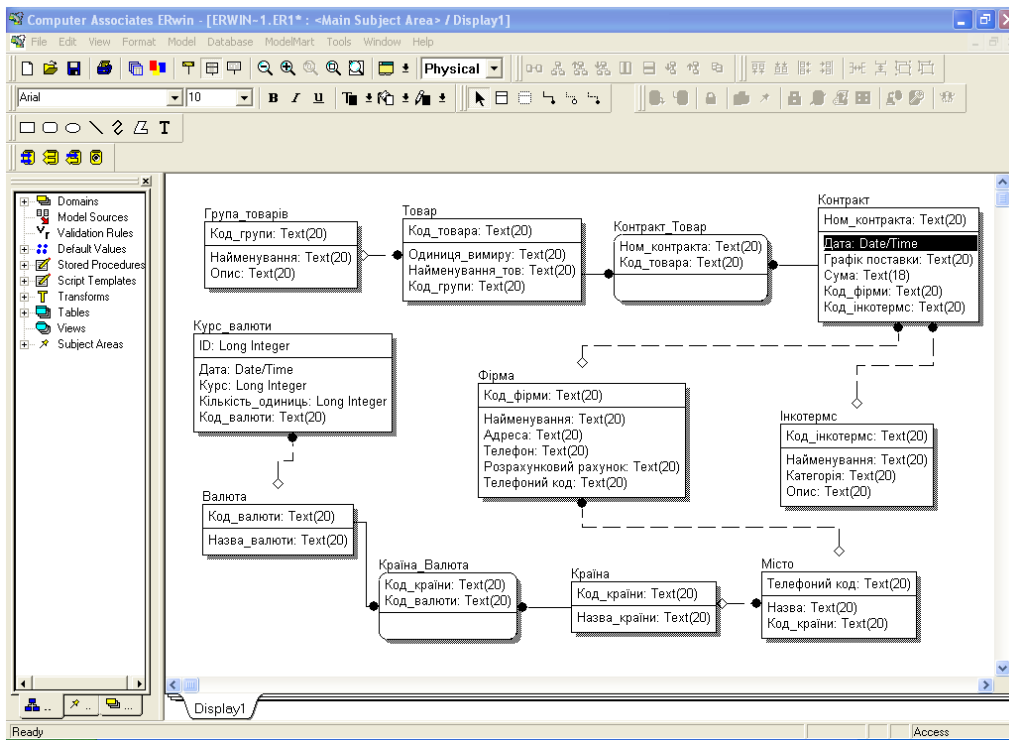 Computer Associates ERwin - [ERWIN-1.ER1* : <Main Subject Area> / Display1]
File Edit View Format Model Database ModelMart Tools Window Help
Physical
Arial 10 B I U
T
Domains
Model Sources
Validation Rules
Default Values
Stored Procedures
Script Templates
Transforms
Tables
Views
Subject Areas
Група_товарів
Код_групи: Text(20)
Найменування: Text(20)
Опис: Text(20)
Товар
Код_товара: Text(20)
Одиниця_виміру: Text(20)
Найменування_тов: Text(20)
Код_групи: Text(20)
Контракт_Товар
Ном_контракта: Text(20)
Код_товара: Text(20)
Контракт
Ном_контракта: Text(20)
Дата: Date/Time
Графік поставки: Text(20)
Сума: Text(18)
Код_фірми: Text(20)
Код_інкотермс: Text(20)
Курс_валюти
ID: Long Integer
Дата: Date/Time
Курс: Long Integer
Кількість_одиниць: Long Integer
Код_валюти: Text(20)
Фірма
Код_фірми: Text(20)
Найменування: Text(20)
Адреса: Text(20)
Телефон: Text(20)
Розрахунковий рахунок: Text(20)
Телефоний код: Text(20)
Інкотермс
Код_інкотермс: Text(20)
Найменування: Text(20)
Категорія: Text(20)
Опис: Text(20)
Валюта
Код_валюти: Text(20)
Назва_валюти: Text(20)
Країна_Валюта
Код_країни: Text(20)
Код_валюти: Text(20)
Країна
Код_країни: Text(20)
Назва_країни: Text(20)
Місто
Телефоний код: Text(20)
Назва: Text(20)
Код_країни: Text(20)
Display1
Ready
Access